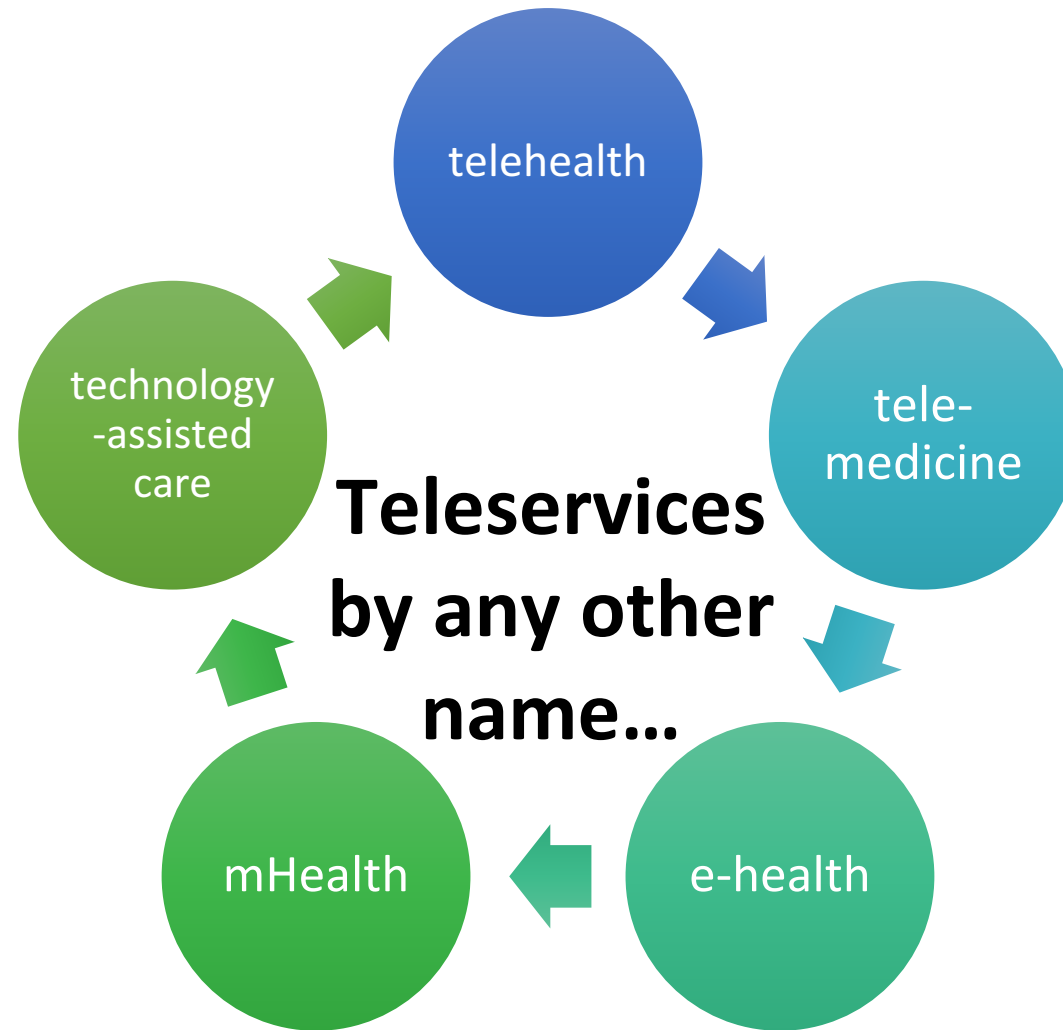 telehealth
tele-
medicine
e-health
mHealth
technology
-assisted
care
Teleservices
by any other
name...